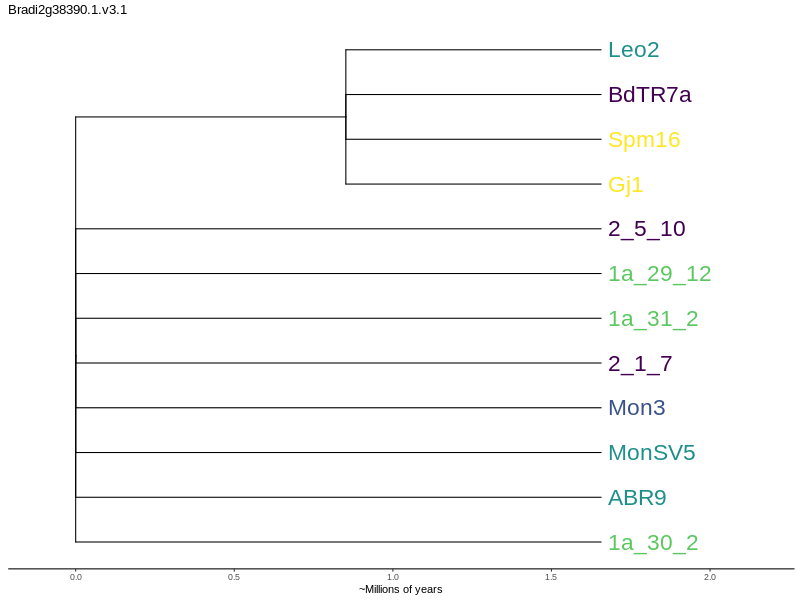 Bradi2g38390.1.v3.1
Leo2
BdTR7a
Spm16
Gj1
2_5_10
1a_29_12
1a_31_2
2_1_7
Mon3
MonSV5
ABR9
1a_30_2
0.0 0.5 1.0 1.5 2.0
~Millions of years